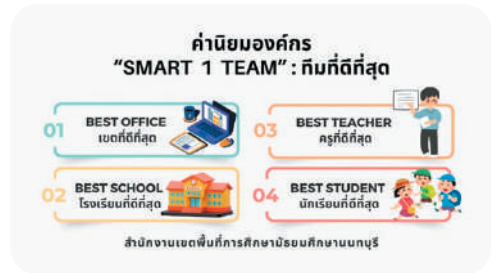 ค่านิยมองค์กร
“SMART 1 TEAM” : ทีมที่ดีที่สุด
01
BEST OFFICE
เขตที่ดีที่สุด
02
BEST SCHOOL
โรงเรียนที่ดีที่สุด
03
BEST TEACHER
ครูที่ดีที่สุด
04
BEST STUDENT
นักเรียนที่ดีที่สุด
สำนักงานเขตพื้นที่การศึกษามัธยมศึกษานนทบุรี